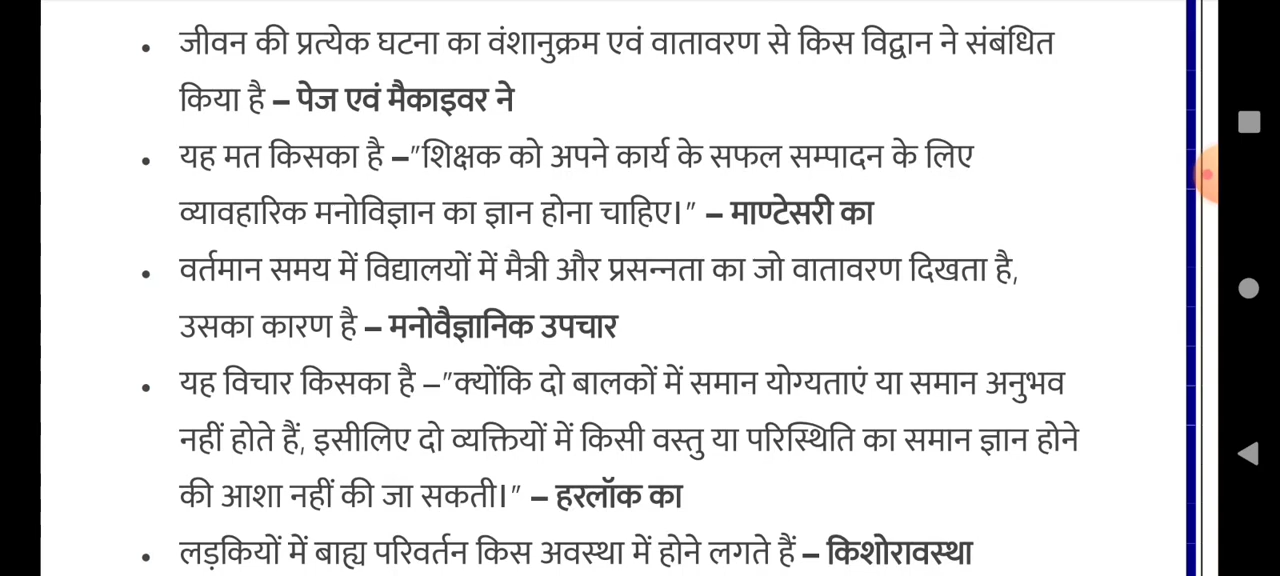 • जीवन की प्रत्येक घटना का वंशानुक्रम एवं वातावरण से किस विद्वान ने संबंधित
किया है – पेज एवं मैकाइवर ने
• यह मत किसका है –"शिक्षक को अपने कार्य के सफल सम्पादन के लिए
व्यावहारिक मनोविज्ञान का ज्ञान होना चाहिए।" – माण्टेसरी का
• वर्तमान समय में विद्यालयों में मैत्री और प्रसन्नता का जो वातावरण दिखता है,
उसका कारण है – मनोवैज्ञानिक उपचार
• यह विचार किसका है –"क्योंकि दो बालकों में समान योग्यताएं या समान अनुभव
नहीं होते हैं, इसीलिए दो व्यक्तियों में किसी वस्तु या परिस्थिति का समान ज्ञान होने
की आशा नहीं की जा सकती।" – हरलॉक का
• लड़कियों में बाह्य परिवर्तन किस अवस्था में होने लगते हैं – किशोरावस्था